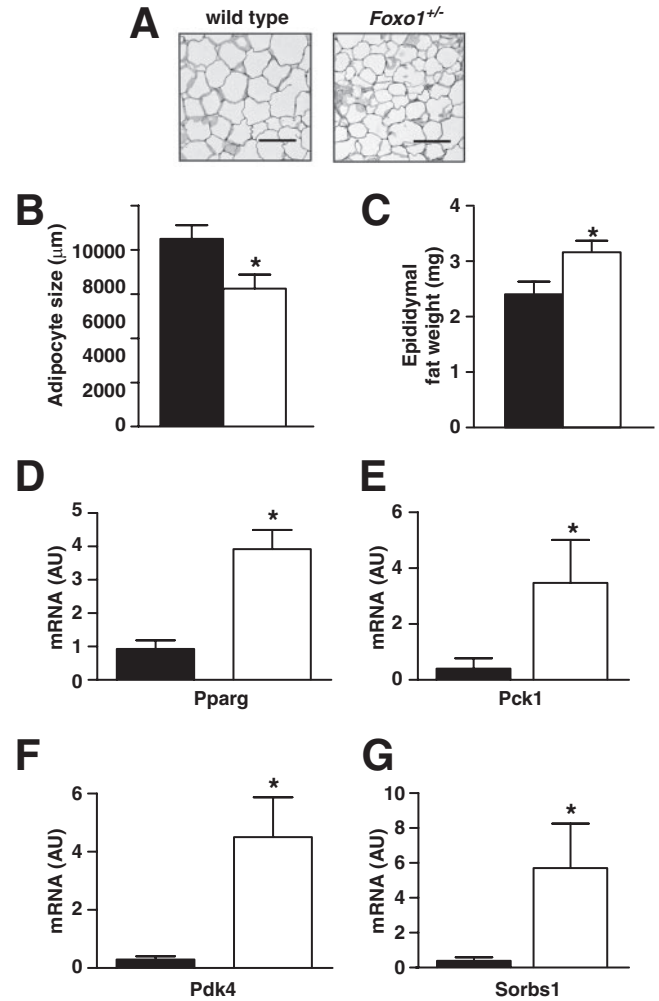 A
wild type
Foxo1+/-
B
Adipocyte size (μm)
10000
8000
6000
4000
2000
0
*
C
Epididymal
fat weight (mg)
4
3
2
1
0
*
D
mRNA (AU)
5
4
3
2
1
0
*
Pparg
E
mRNA (AU)
6
4
2
0
*
Pck1
F
mRNA (AU)
6
4
2
0
*
Pdk4
G
mRNA (AU)
10
8
6
4
2
0
*
Sorbs1